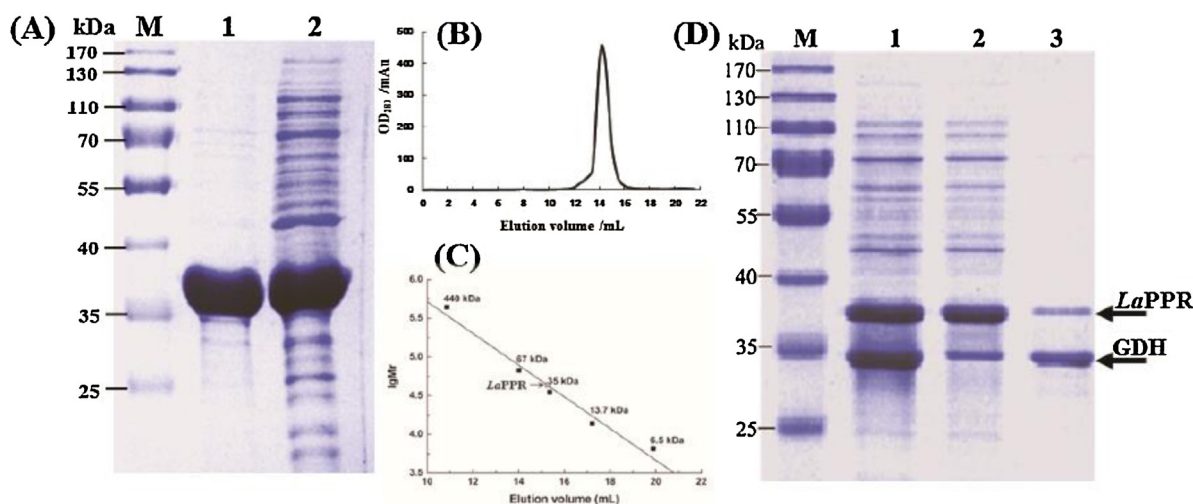 (A)
kDa M 1 2
170
130
110
70
55
40
35
25
(B)
500
400
300
200
100
0
0 2 4 6 8 10 12 14 16 18 20 22
Elution volume /mL
/mAu
(C)
lgMr
6.0
5.5
5.0
4.5
4.0
3.5
440 kDa
67 kDa
LaPPR
35 kDa
13.7 kDa
6.5 kDa
10 12 14 16 18 20 22
Elution volume (mL)
(D)
kDa M 1 2 3
170
130
110
70
55
40
35
25
LaPPR
GDH